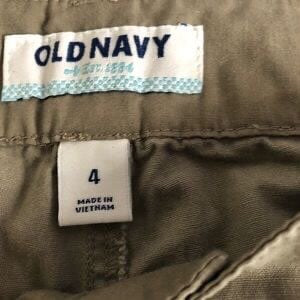 OLD NAVY
EST. 1994
4
MADE IN
VIETNAM